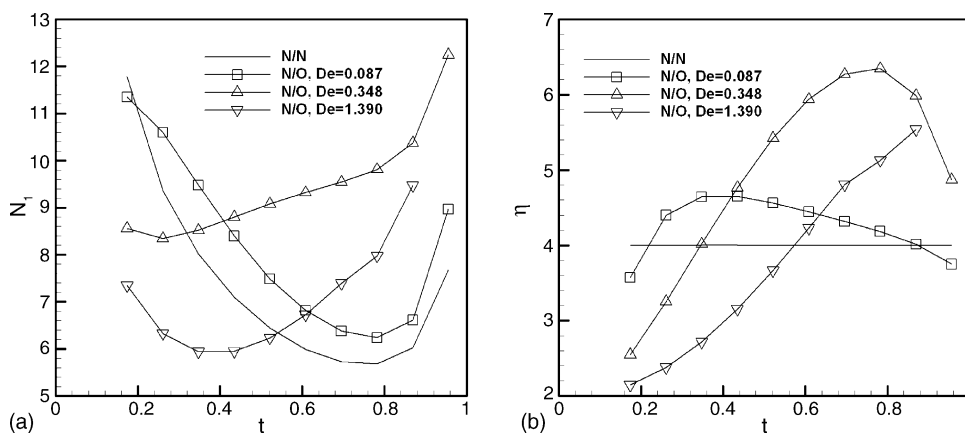 13
12
11
10
9
8
7
6
5
N₁
N/N
N/O, De=0.087
N/O, De=0.348
N/O, De=1.390
0
0.2
0.4
0.6
0.8
1
t
(a)
7
6
5
4
3
2
η
N/N
N/O, De=0.087
N/O, De=0.348
N/O, De=1.390
0
0.2
0.4
0.6
0.8
1
t
(b)